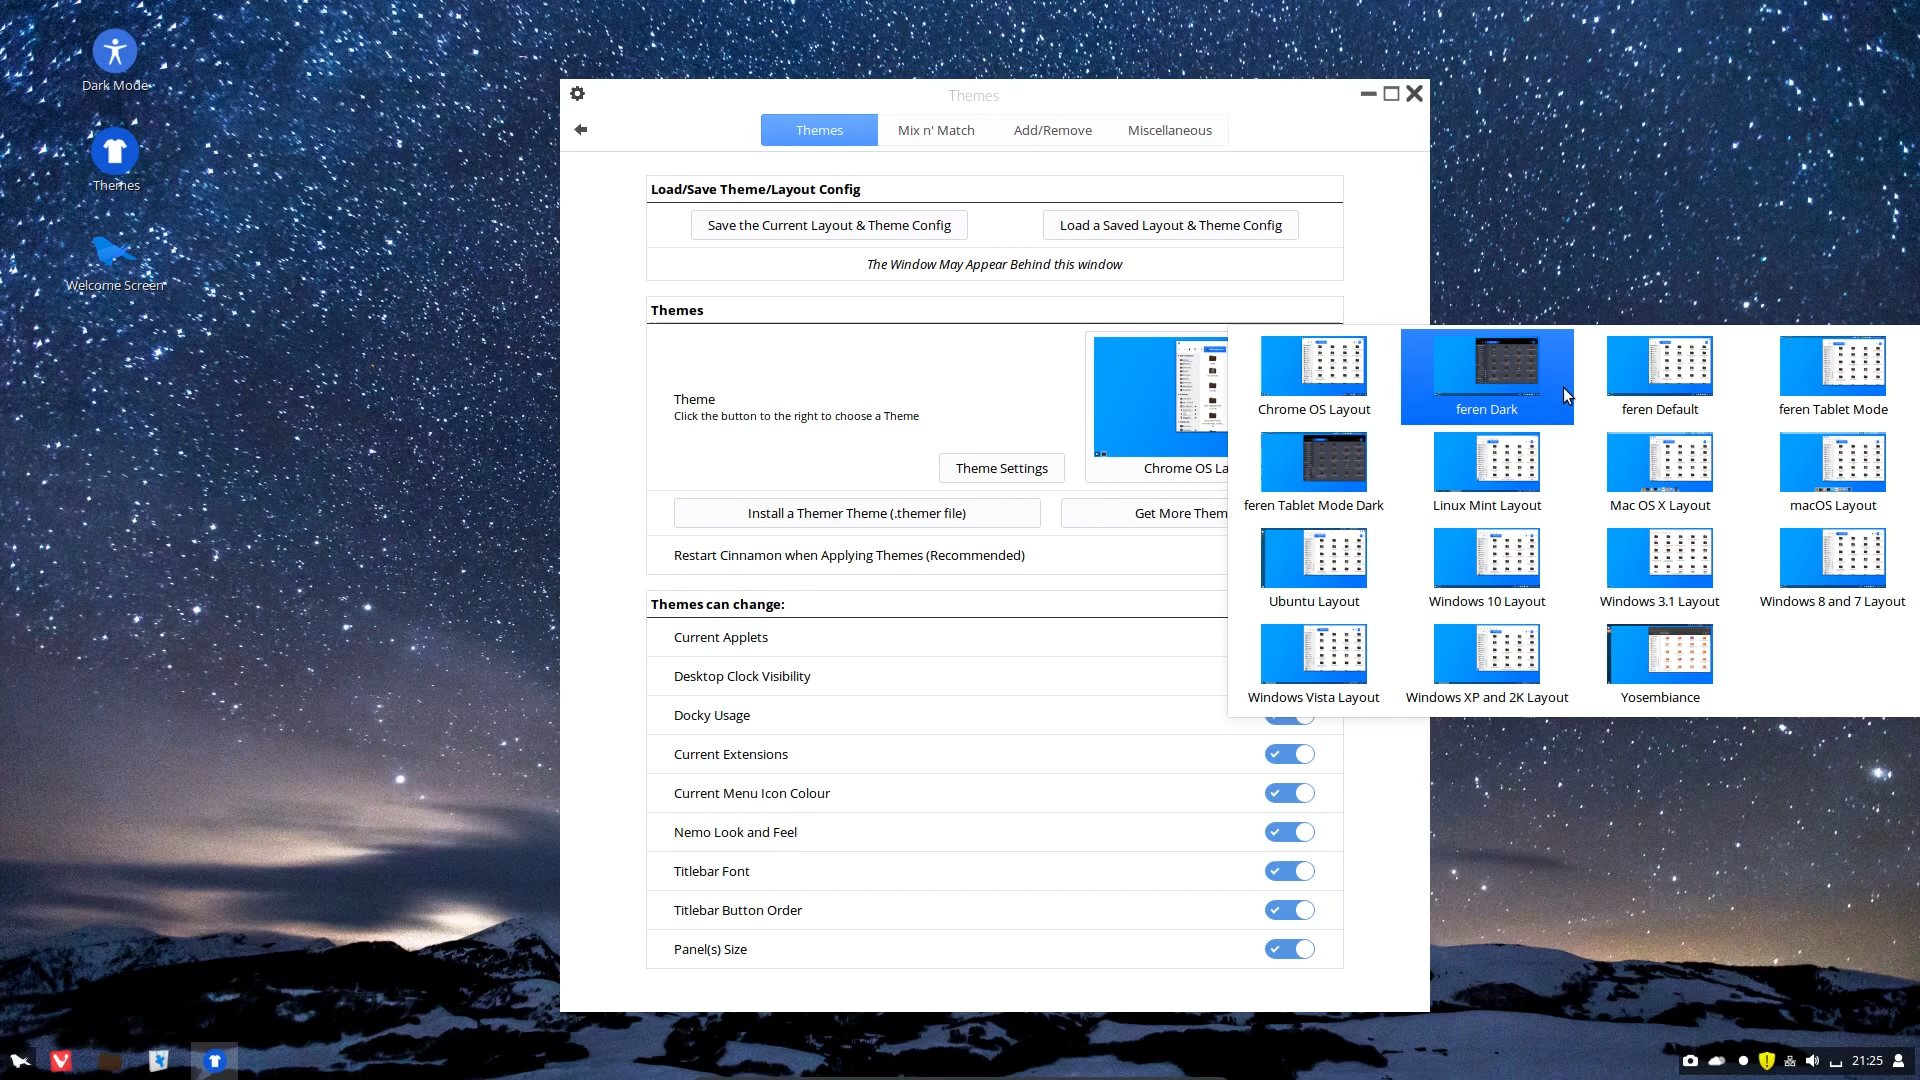 Dark Mode
Themes
Welcome Screen
Themes
Themes
Mix n' Match
Add/Remove
Miscellaneous
Load/Save Theme/Layout Config
Save the Current Layout & Theme Config
Load a Saved Layout & Theme Config
The Window May Appear Behind this window
Themes
Theme
Click the button to the right to choose a Theme
Theme Settings
Chrome OS La
Install a Themer Theme (.themer file)
Get More Them
Restart Cinnamon when Applying Themes (Recommended)
Themes can change:
Current Applets
Desktop Clock Visibility
Docky Usage
Current Extensions
Current Menu Icon Colour
Nemo Look and Feel
Titlebar Font
Titlebar Button Order
Panel(s) Size
Chrome OS Layout
feren Dark
feren Default
feren Tablet Mode
feren Tablet Mode Dark
Linux Mint Layout
Mac OS X Layout
macOS Layout
Ubuntu Layout
Windows 10 Layout
Windows 3.1 Layout
Windows 8 and 7 Layout
Windows Vista Layout
Windows XP and 2K Layout
Yosembiance
21:25